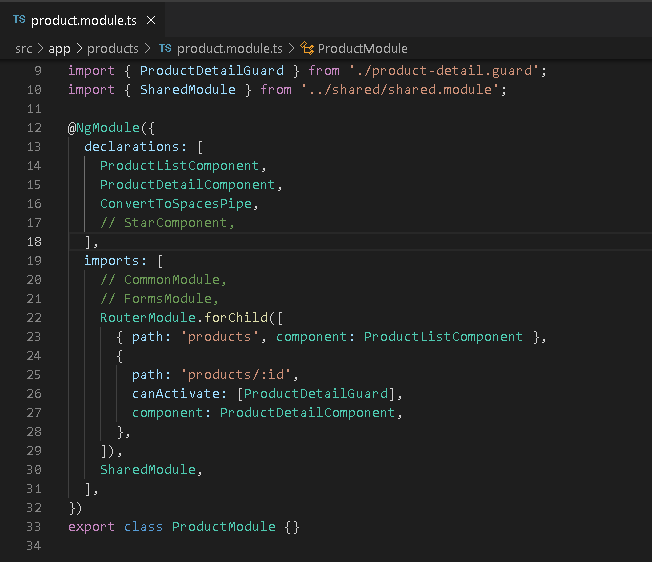 TS product.module.ts ×
src > app > products > TS product.module.ts > ProductModule
9 import { ProductDetailGuard } from './product-detail.guard';
10 import { SharedModule } from '../shared/shared.module';
11
12 @NgModule({
13   declarations: [
14     ProductListComponent,
15     ProductDetailComponent,
16     ConvertToSpacesPipe,
17     // StarComponent,
18   ],
19   imports: [
20     // CommonModule,
21     // FormsModule,
22     RouterModule.forChild([
23       { path: 'products', component: ProductListComponent },
24       {
25         path: 'products/:id',
26         canActivate: [ProductDetailGuard],
27         component: ProductDetailComponent,
28       },
29     ]),
30     SharedModule,
31   ],
32 })
33 export class ProductModule {}
34